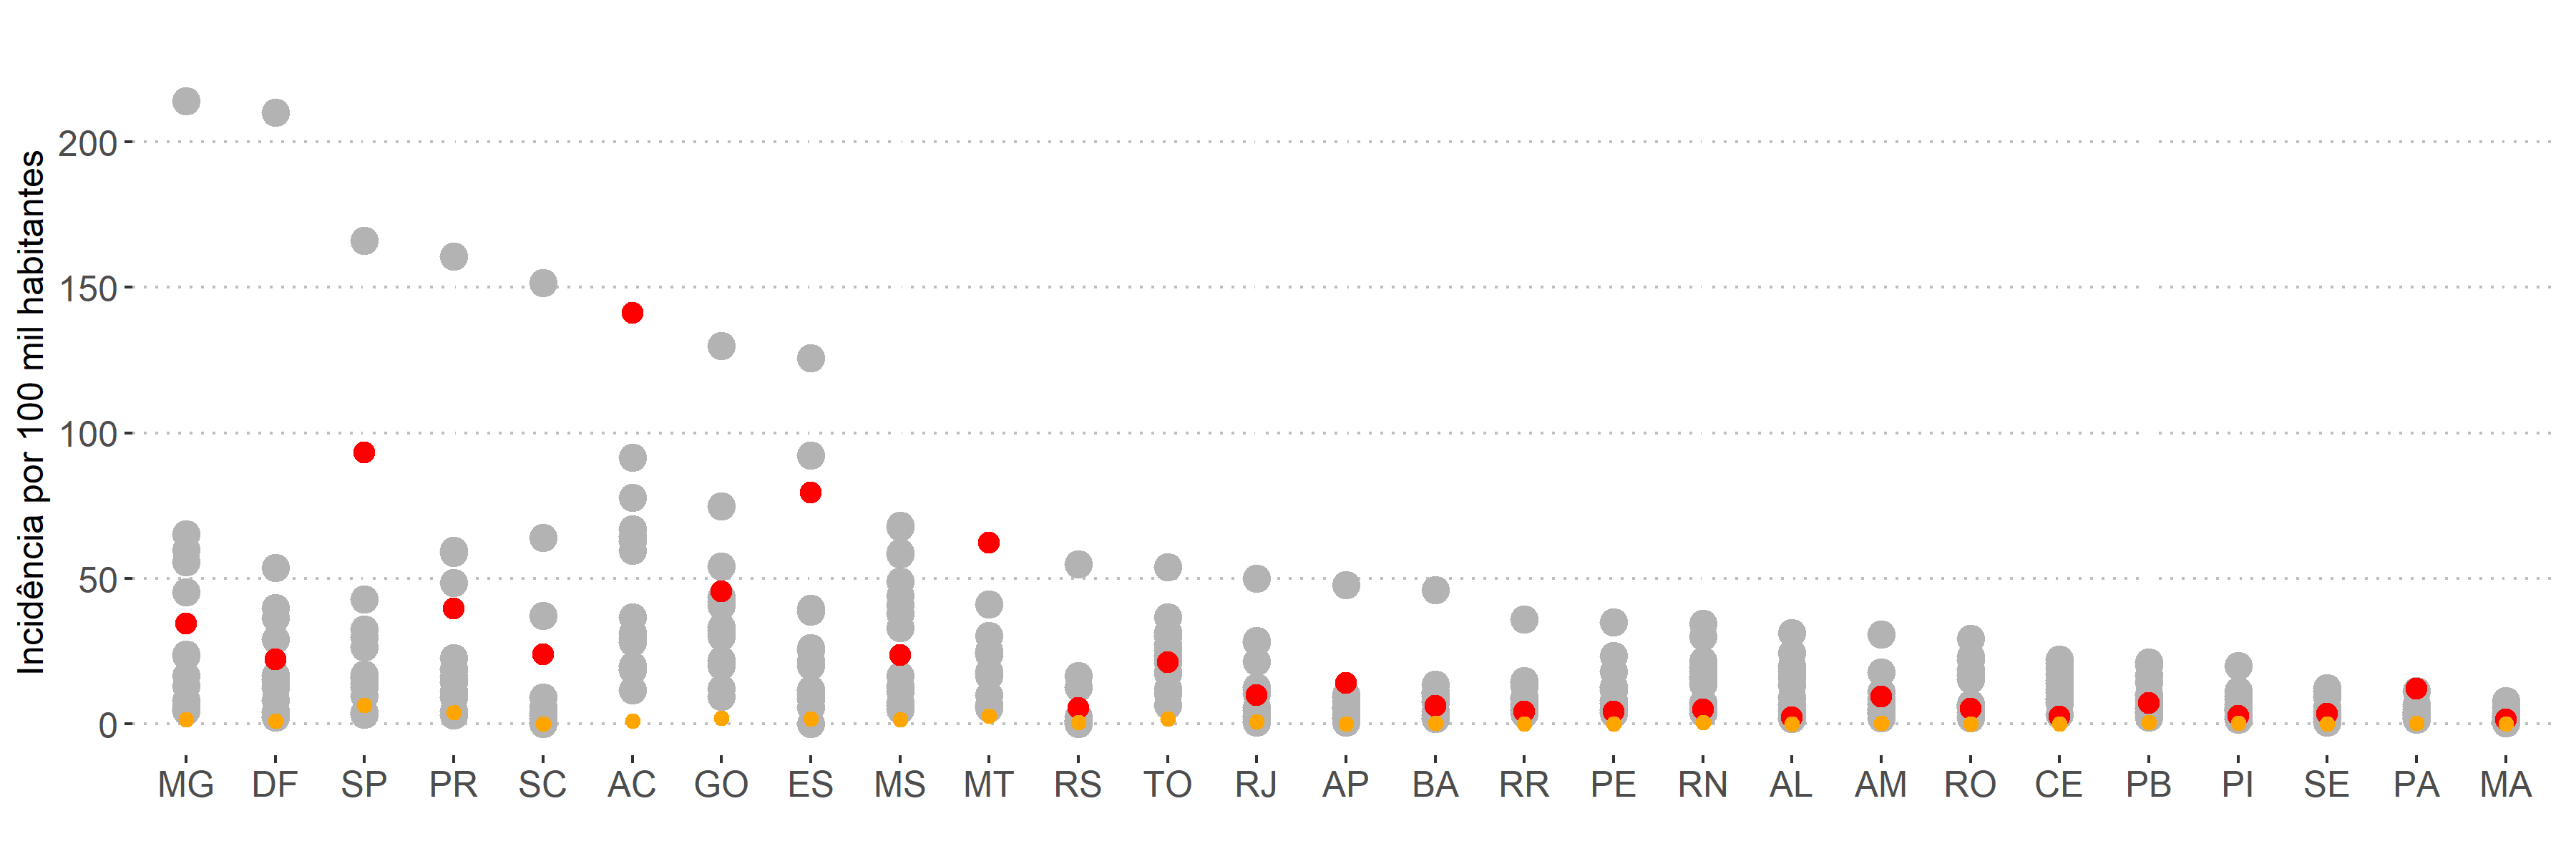 Incidência por 100 mil habitantes
200
150
100
50
0
MG DF SP PR SC AC GO ES MS MT RS TO RJ AP BA RR PE RN AL AM RO CE PB PI SE PA MA